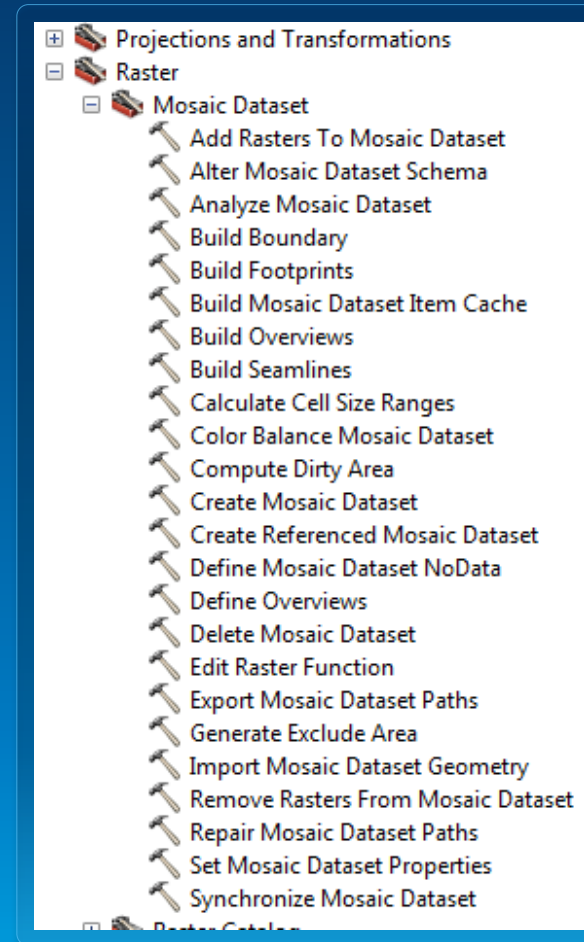 Projections and Transformations
Raster
Mosaic Dataset
Add Rasters To Mosaic Dataset
Alter Mosaic Dataset Schema
Analyze Mosaic Dataset
Build Boundary
Build Footprints
Build Mosaic Dataset Item Cache
Build Overviews
Build Seamlines
Calculate Cell Size Ranges
Color Balance Mosaic Dataset
Compute Dirty Area
Create Mosaic Dataset
Create Referenced Mosaic Dataset
Define Mosaic Dataset NoData
Define Overviews
Delete Mosaic Dataset
Edit Raster Function
Export Mosaic Dataset Paths
Generate Exclude Area
Import Mosaic Dataset Geometry
Remove Rasters From Mosaic Dataset
Repair Mosaic Dataset Paths
Set Mosaic Dataset Properties
Synchronize Mosaic Dataset
Raster Catalog